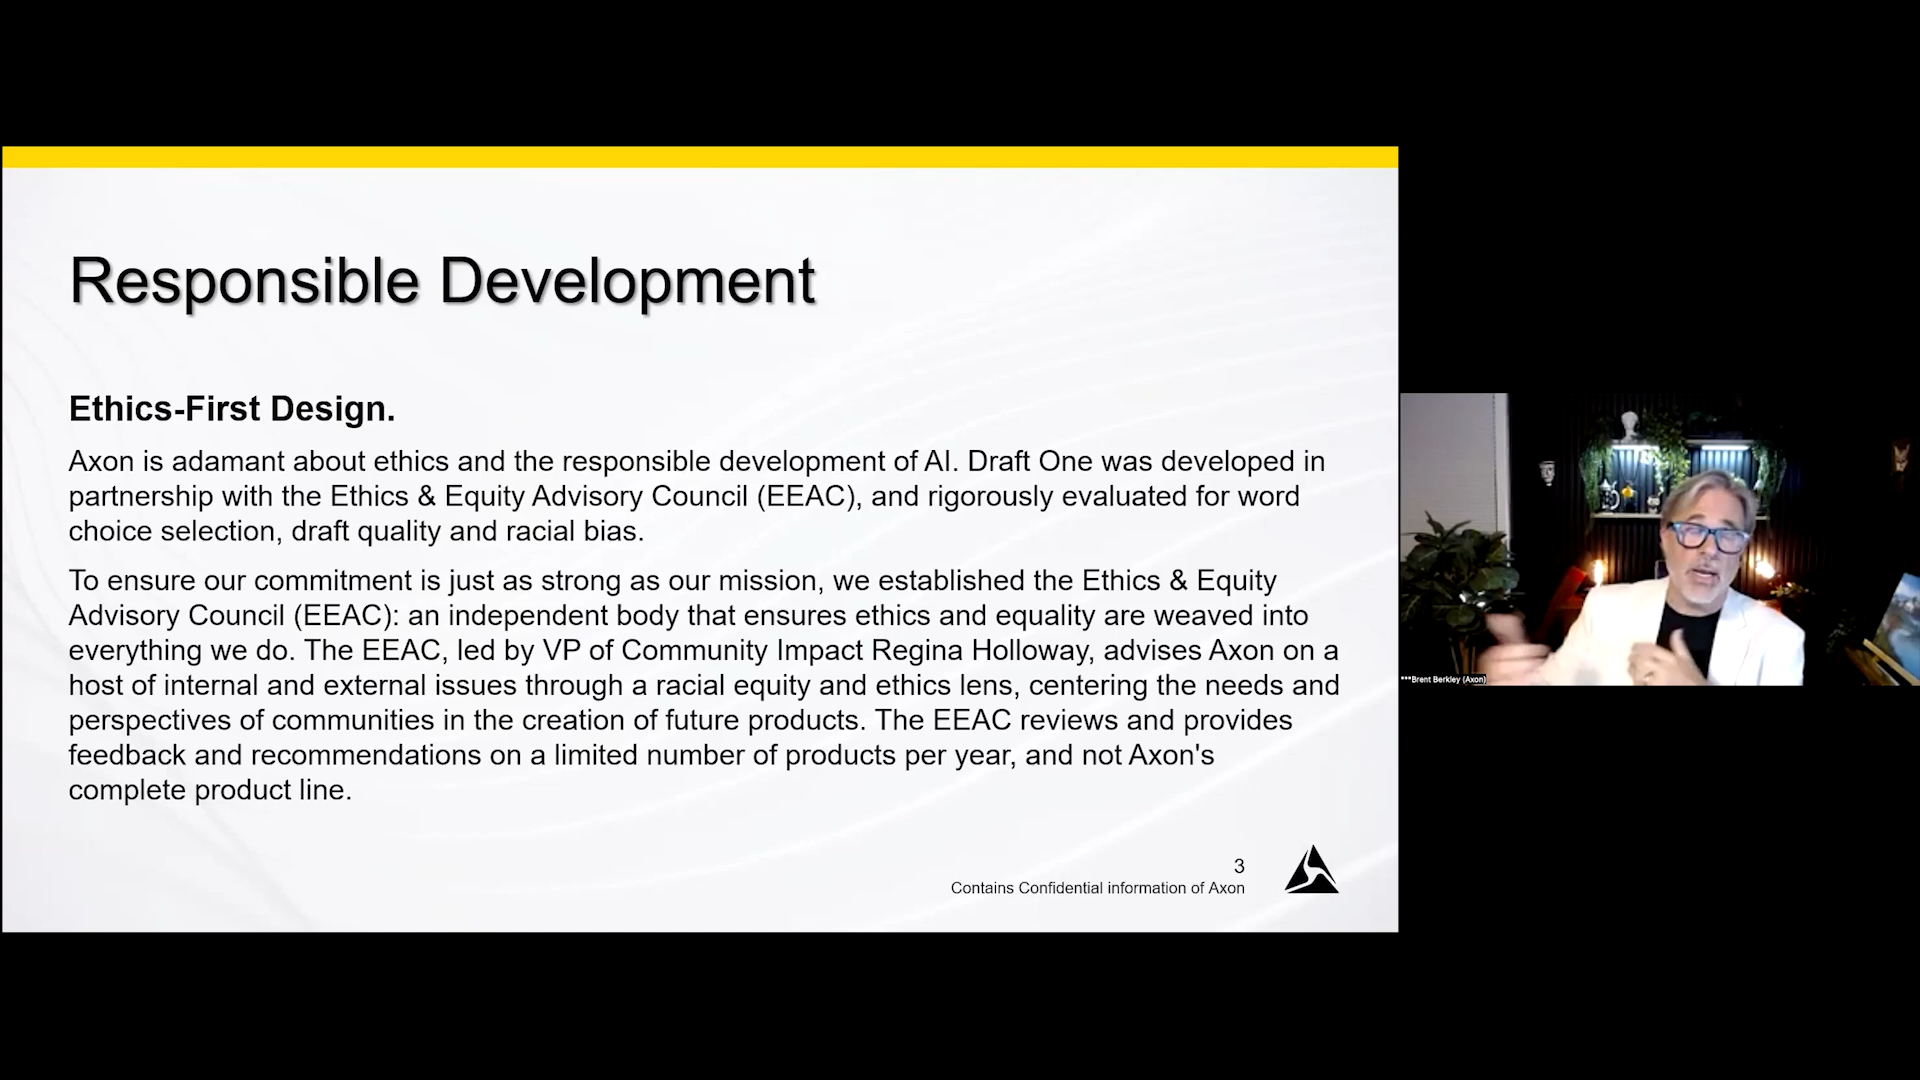 Responsible Development
Ethics-First Design.
Axon is adamant about ethics and the responsible development of AI. Draft One was developed in
partnership with the Ethics & Equity Advisory Council (EEAC), and rigorously evaluated for word
choice selection, draft quality and racial bias.
To ensure our commitment is just as strong as our mission, we established the Ethics & Equity
Advisory Council (EEAC): an independent body that ensures ethics and equality are weaved into
everything we do. The EEAC, led by VP of Community Impact Regina Holloway, advises Axon on a
host of internal and external issues through a racial equity and ethics lens, centering the needs and
perspectives of communities in the creation of future products. The EEAC reviews and provides
feedback and recommendations on a limited number of products per year, and not Axon's
complete product line.
3
Contains Confidential information of Axon
***Brent Berkley (Axon)